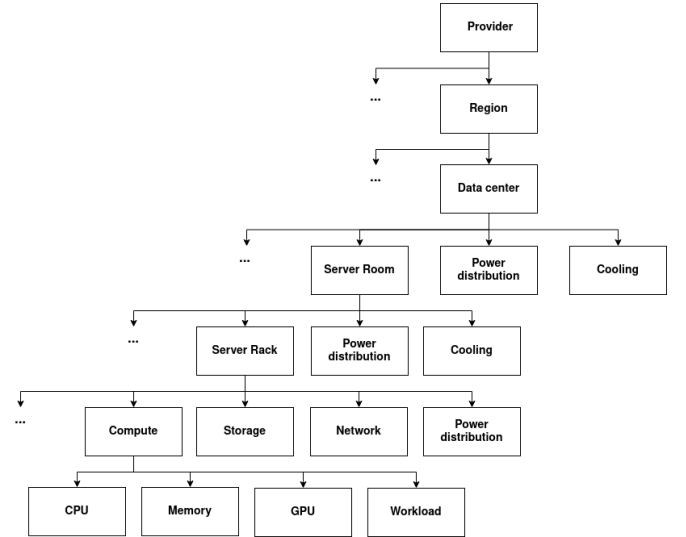 Provider
...
Region
...
Data center
...
Server Room
Power
distribution
Cooling
...
Server Rack
Power
distribution
Cooling
...
Compute
Storage
Network
Power
distribution
CPU
Memory
GPU
Workload